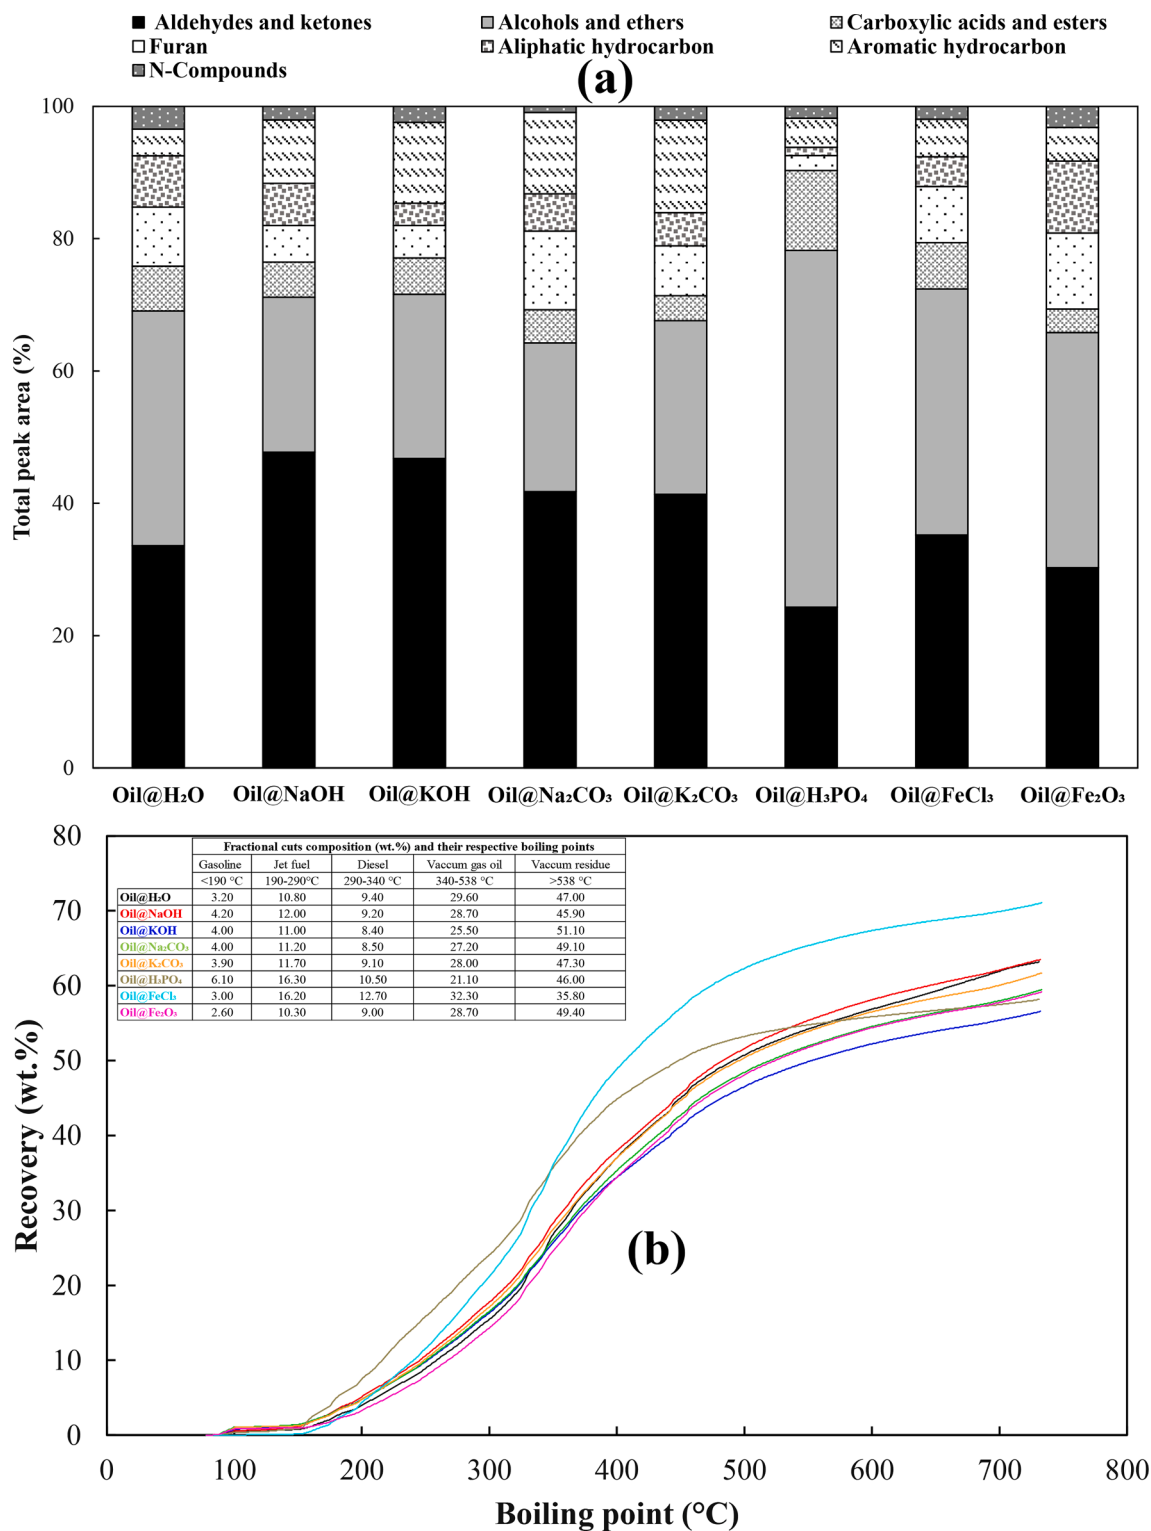 Aldehydes and ketones Alcohols and ethers Carboxylic acids and esters
Furan Aliphatic hydrocarbon Aromatic hydrocarbon
N-Compounds
(a)
Total peak area (%)
100
80
60
40
20
0
Oil@H₂O Oil@NaOH Oil@KOH Oil@Na₂CO₃ Oil@K₂CO₃ Oil@H₃PO₄ Oil@FeCl₃ Oil@Fe₂O₃
Recovery (wt.%)
80
70
60
50
40
30
20
10
0
Fractional cuts composition (wt.%) and their respective boiling points
Gasoline Jet fuel Diesel Vaccum gas oil Vaccum residue
<190 °C 190-290°C 290-340 °C 340-538 °C >538 °C
Oil@H₂O 3.20 10.80 9.40 29.60 47.00
Oil@NaOH 4.20 12.00 9.20 28.70 45.90
Oil@KOH 4.00 11.00 8.40 25.50 51.10
Oil@Na₂CO₃ 4.00 11.20 8.50 27.20 49.10
Oil@K₂CO₃ 3.90 11.70 9.10 28.00 47.30
Oil@H₃PO₄ 6.10 16.30 10.50 21.10 46.00
Oil@FeCl₃ 3.00 16.20 12.70 32.30 35.80
Oil@Fe₂O₃ 2.60 10.30 9.00 28.70 49.40
(b)
0 100 200 300 400 500 600 700 800
Boiling point (°C)